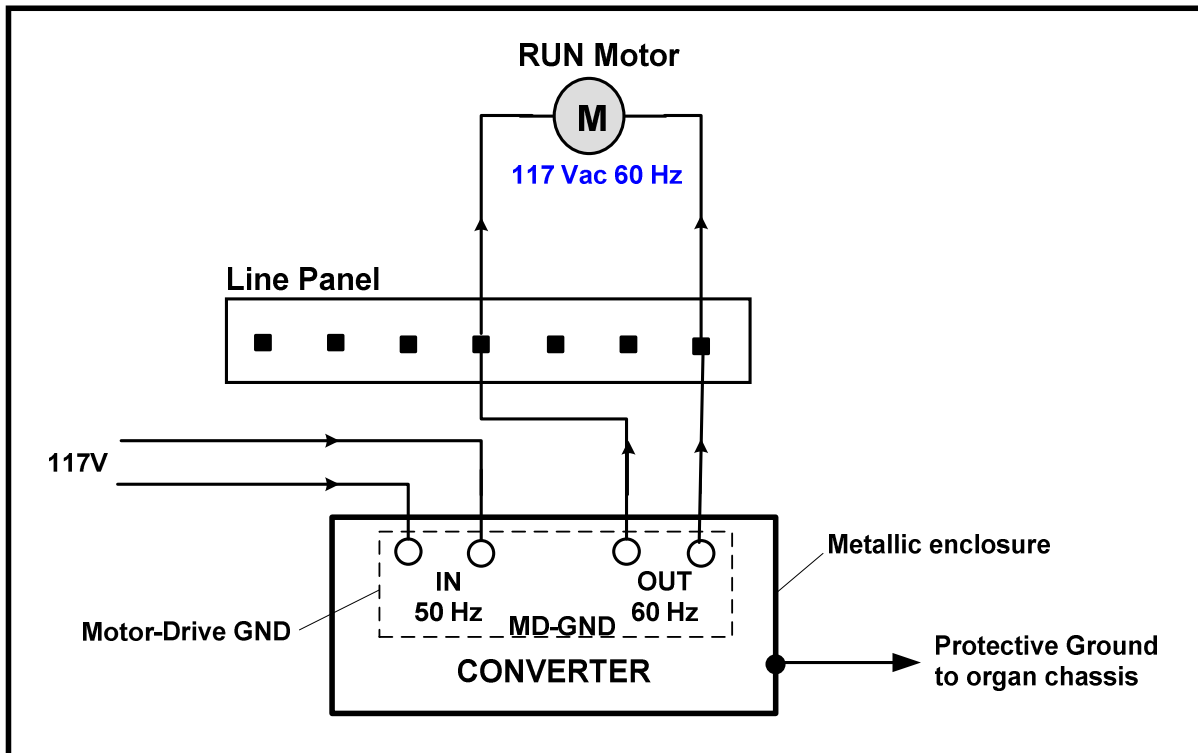 RUN Motor
M
117 Vac 60 Hz
Line Panel
117V
IN
50 Hz
OUT
60 Hz
MD-GND
CONVERTER
Motor-Drive GND
Metallic enclosure
Protective Ground
to organ chassis